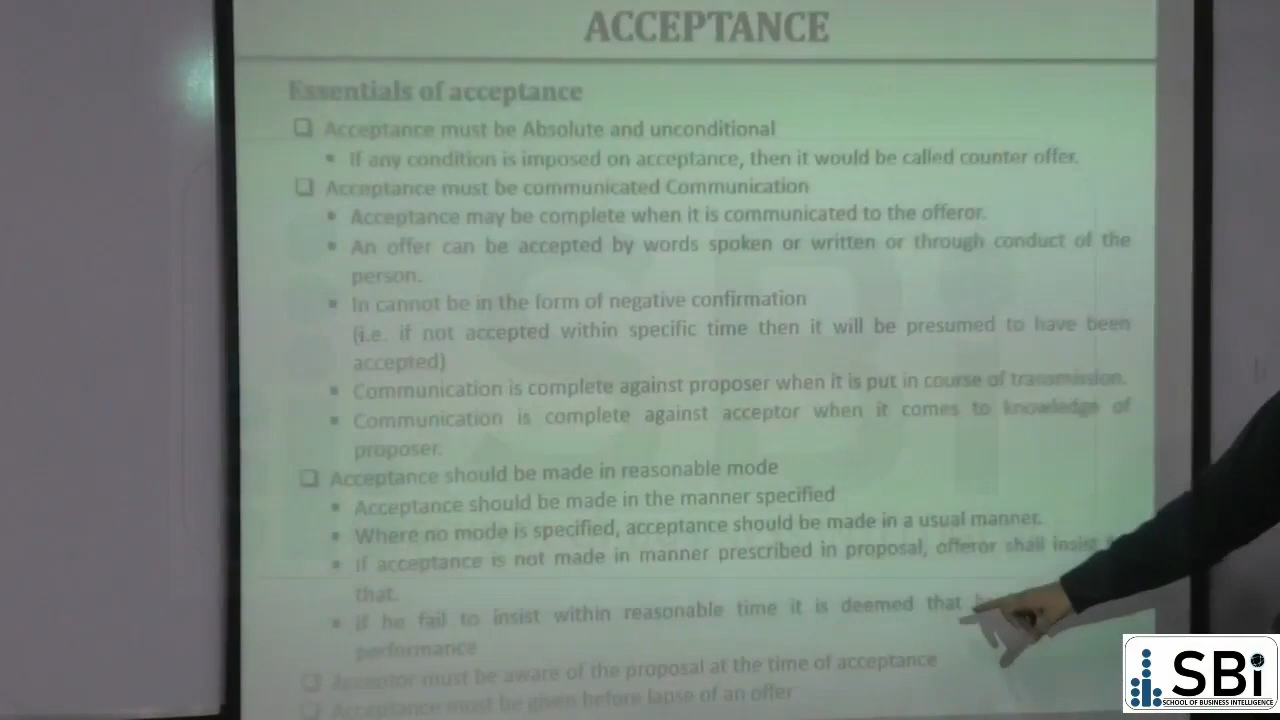 ACCEPTANCE
Essentials of acceptance
Acceptance must be Absolute and unconditional
If any condition is imposed on acceptance, then it would be called counter offer.
Acceptance must be communicated Communication
Acceptance may be complete when it is communicated to the offeror.
An offer can be accepted by words spoken or written or through conduct of the
person.
In cannot be in the form of negative confirmation
(i.e. if not accepted within specific time then it will be presumed to have been
accepted)
Communication is complete against proposer when it is put in course of transmission.
Communication is complete against acceptor when it comes to knowledge of
proposer.
Acceptance should be made in reasonable mode
Acceptance should be made in the manner specified
Where no mode is specified, acceptance should be made in a usual manner.
if acceptance is not made in manner prescribed in proposal, offeror shall insist
that.
if he fail to insist within reasonable time it is deemed that
performance
Acceptor must be aware of the proposal at the time of acceptance
Acceptance given before lapse of an offer
SBi
SCHOOL OF BUSINESS INTELLIGENCE